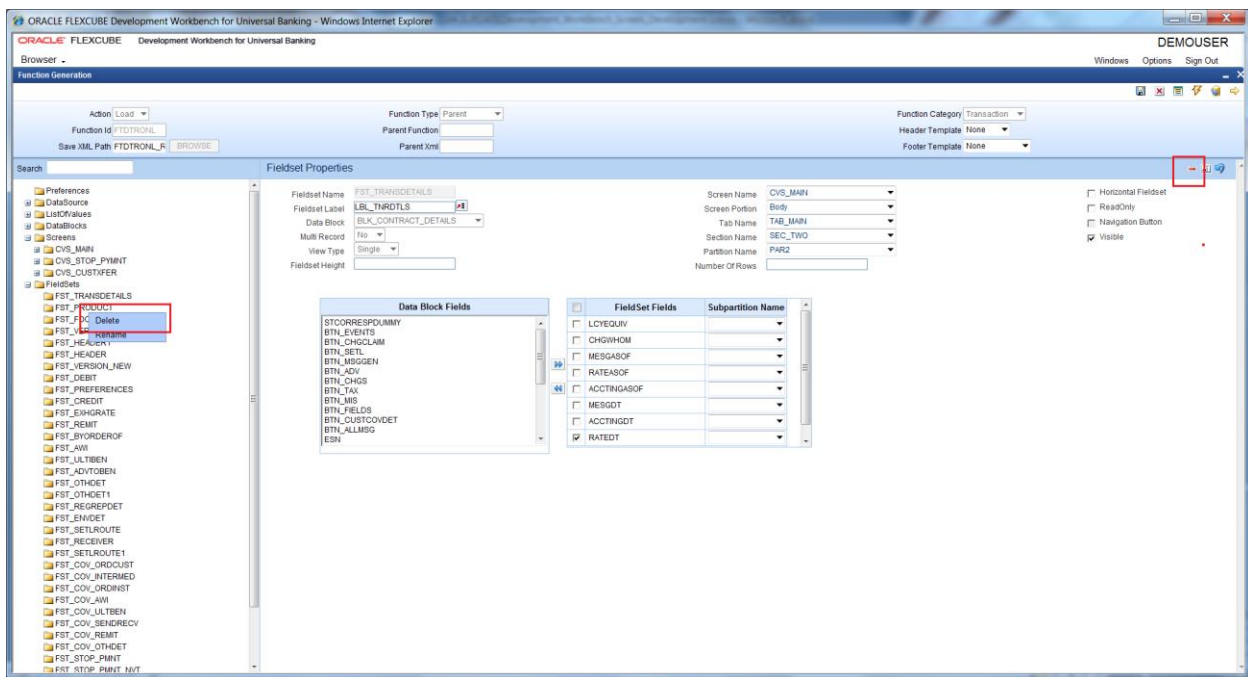 ORACLE FLEXCUBE Development Workbench for Universal Banking - Windows Internet Explorer
ORACLE FLEXCUBE Development Workbench for Universal Banking
DEMOUSER
Browser
Windows Options Sign Out
Function Generation
Action Load
Function Type Parent
Function Category Transaction
Function Id FTDTRONL
Parent Function
Header Template None
Save XML Path FTDTRONL_R BROWSE
Parent Xml
Footer Template None
Search
Fieldset Properties
Preferences
DataSource
ListOfValues
DataBlocks
Screens
CVS_MAIN
CVS_STOP_PYMNT
CVS_CUSTXFER
FieldSets
FST_TRANSDETAILS
FST_PRODUCT
Delete
Rename
FST_HEADER1
FST_HEADER
FST_VERSION_NEW
FST_DEBIT
FST_PREFERENCES
FST_CREDIT
FST_EXHGRATE
FST_REMIT
FST_BYORDEROF
FST_AWI
FST_ULTIBEN
FST_ADVTOBEN
FST_OTHDET
FST_OTHDET1
FST_REGREPDET
FST_ENVDET
FST_SETLROUTE
FST_RECEIVER
FST_SETLROUTE1
FST_COV_ORDCUST
FST_COV_INTERMED
FST_COV_ORDINST
FST_COV_AWI
FST_COV_ULTBEN
FST_COV_SENDRECV
FST_COV_REMIT
FST_COV_OTHDET
FST_STOP_PMNT
FST_STOP_PMNT_NVT
Fieldset Name FST_TRANSDETAILS
Fieldset Label LBL_TNRDTLS
Data Block BLK_CONTRACT_DETAILS
Multi Record No
View Type Single
Fieldset Height
Screen Name CVS_MAIN
Screen Portion Body
Tab Name TAB_MAIN
Section Name SEC_TWO
Partition Name PAR2
Number Of Rows
Horizontal Fieldset
ReadOnly
Navigation Button
Visible
Data Block Fields
STCORRESPDUMMY
BTN_EVENTS
BTN_CHGCLAIM
BTN_SETL
BTN_MSGGEN
BTN_ADV
BTN_CHGS
BTN_TAX
BTN_MIS
BTN_FIELDS
BTN_CUSTCOVDET
BTN_ALLMSG
ESN
FieldSet Fields Subpartition Name
LCYEQUIV
CHGWHOM
MESGASOF
RATEASOF
ACCTINGASOF
MESGDT
ACCTINGDT
RATEDT